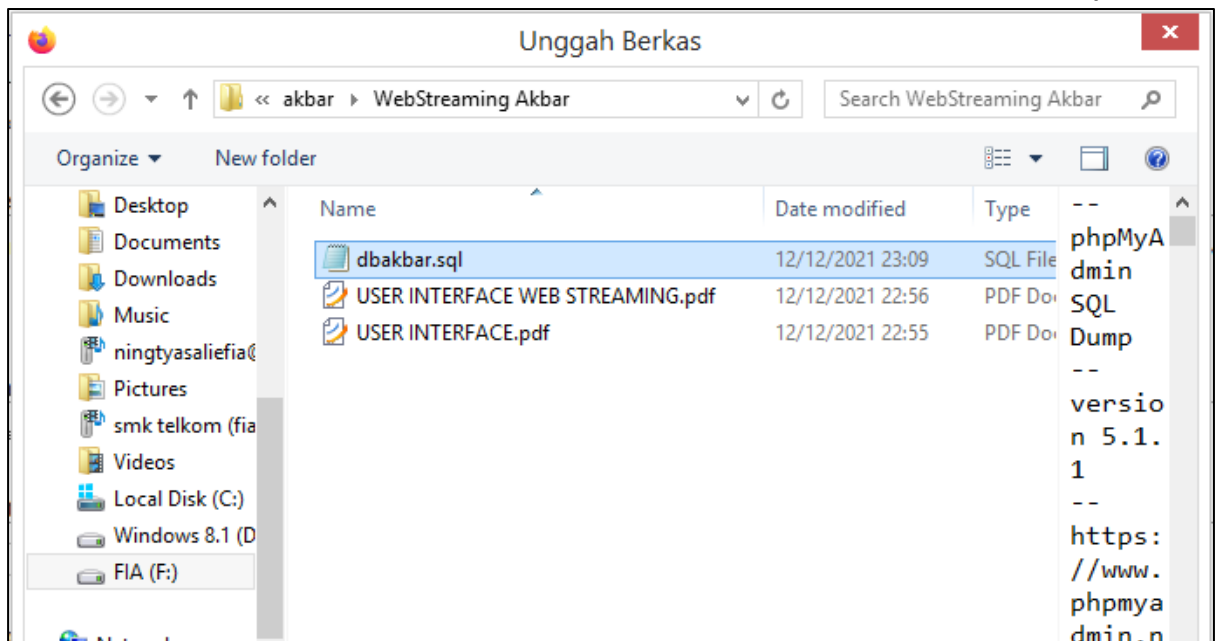 Unggah Berkas
« akbar WebStreaming Akbar
Search WebStreaming Akbar
Organize
New folder
Desktop
Documents
Downloads
Music
ningtyasaliefia@
Pictures
smk telkom (fia
Videos
Local Disk (C:)
Windows 8.1 (D
FIA (F:)
Name Date modified Type
dbakbar.sql 12/12/2021 23:09 SQL File
USER INTERFACE WEB STREAMING.pdf 12/12/2021 22:56 PDF Do
USER INTERFACE.pdf 12/12/2021 22:55 PDF Do
--
phpMyA
dmin
SQL
Dump
--
versio
n 5.1.
1
--
https:
//www.
phpmya
dmin.n